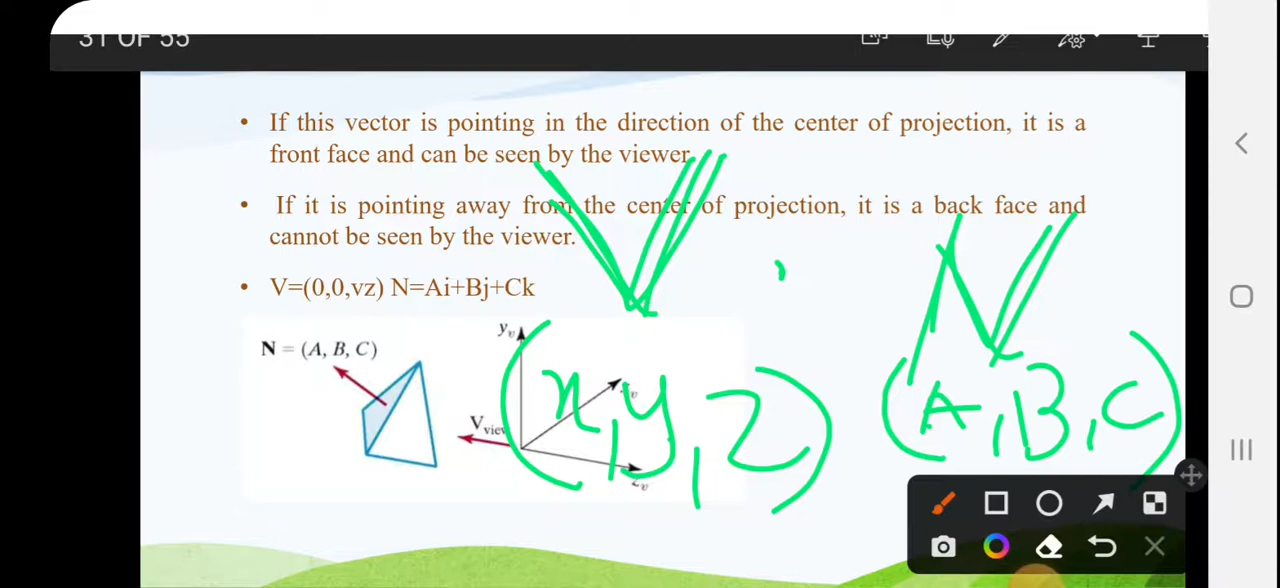 31 OF 55
• If this vector is pointing in the direction of the center of projection, it is a
front face and can be seen by the viewer.
• If it is pointing away from the center of projection, it is a back face and
cannot be seen by the viewer.
• V=(0,0,vz) N=Ai+Bj+Ck
V N
N = (A, B, C)
yv
Vview
zv
(x, y, z) (A, B, C)